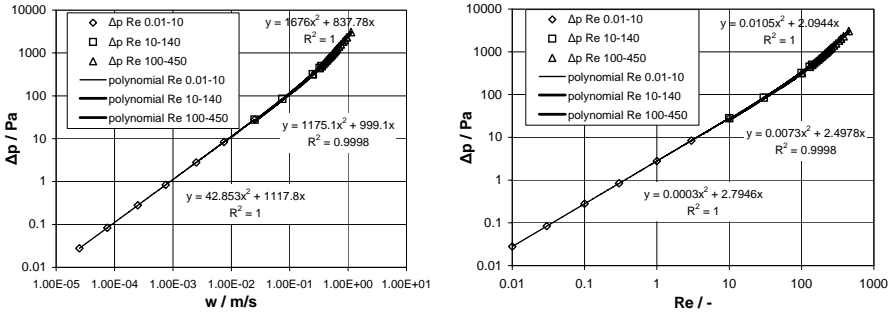 10000
1000
100
10
1
0.1
0.01
Δp / Pa
Δp Re 0.01-10
Δp Re 10-140
Δp Re 100-450
polynomial Re 0.01-10
polynomial Re 10-140
polynomial Re 100-450
y = 1676x² + 837.78x
R² = 1
y = 1175.1x² + 999.1x
R² = 0.9998
y = 42.853x² + 1117.8x
R² = 1
1.00E-05 1.00E-04 1.00E-03 1.00E-02 1.00E-01 1.00E+00 1.00E+01
w / m/s
10000
1000
100
10
1
0.1
0.01
Δp / Pa
Δp Re 0.01-10
Δp Re 10-140
Δp Re 100-450
polynomial Re 0.01-10
polynomial Re 10-140
polynomial Re 100-450
y = 0.0105x² + 2.0944x
R² = 1
y = 0.0073x² + 2.4978x
R² = 0.9998
y = 0.0003x² + 2.7946x
R² = 1
0.01 0.1 1 10 100 1000
Re / -